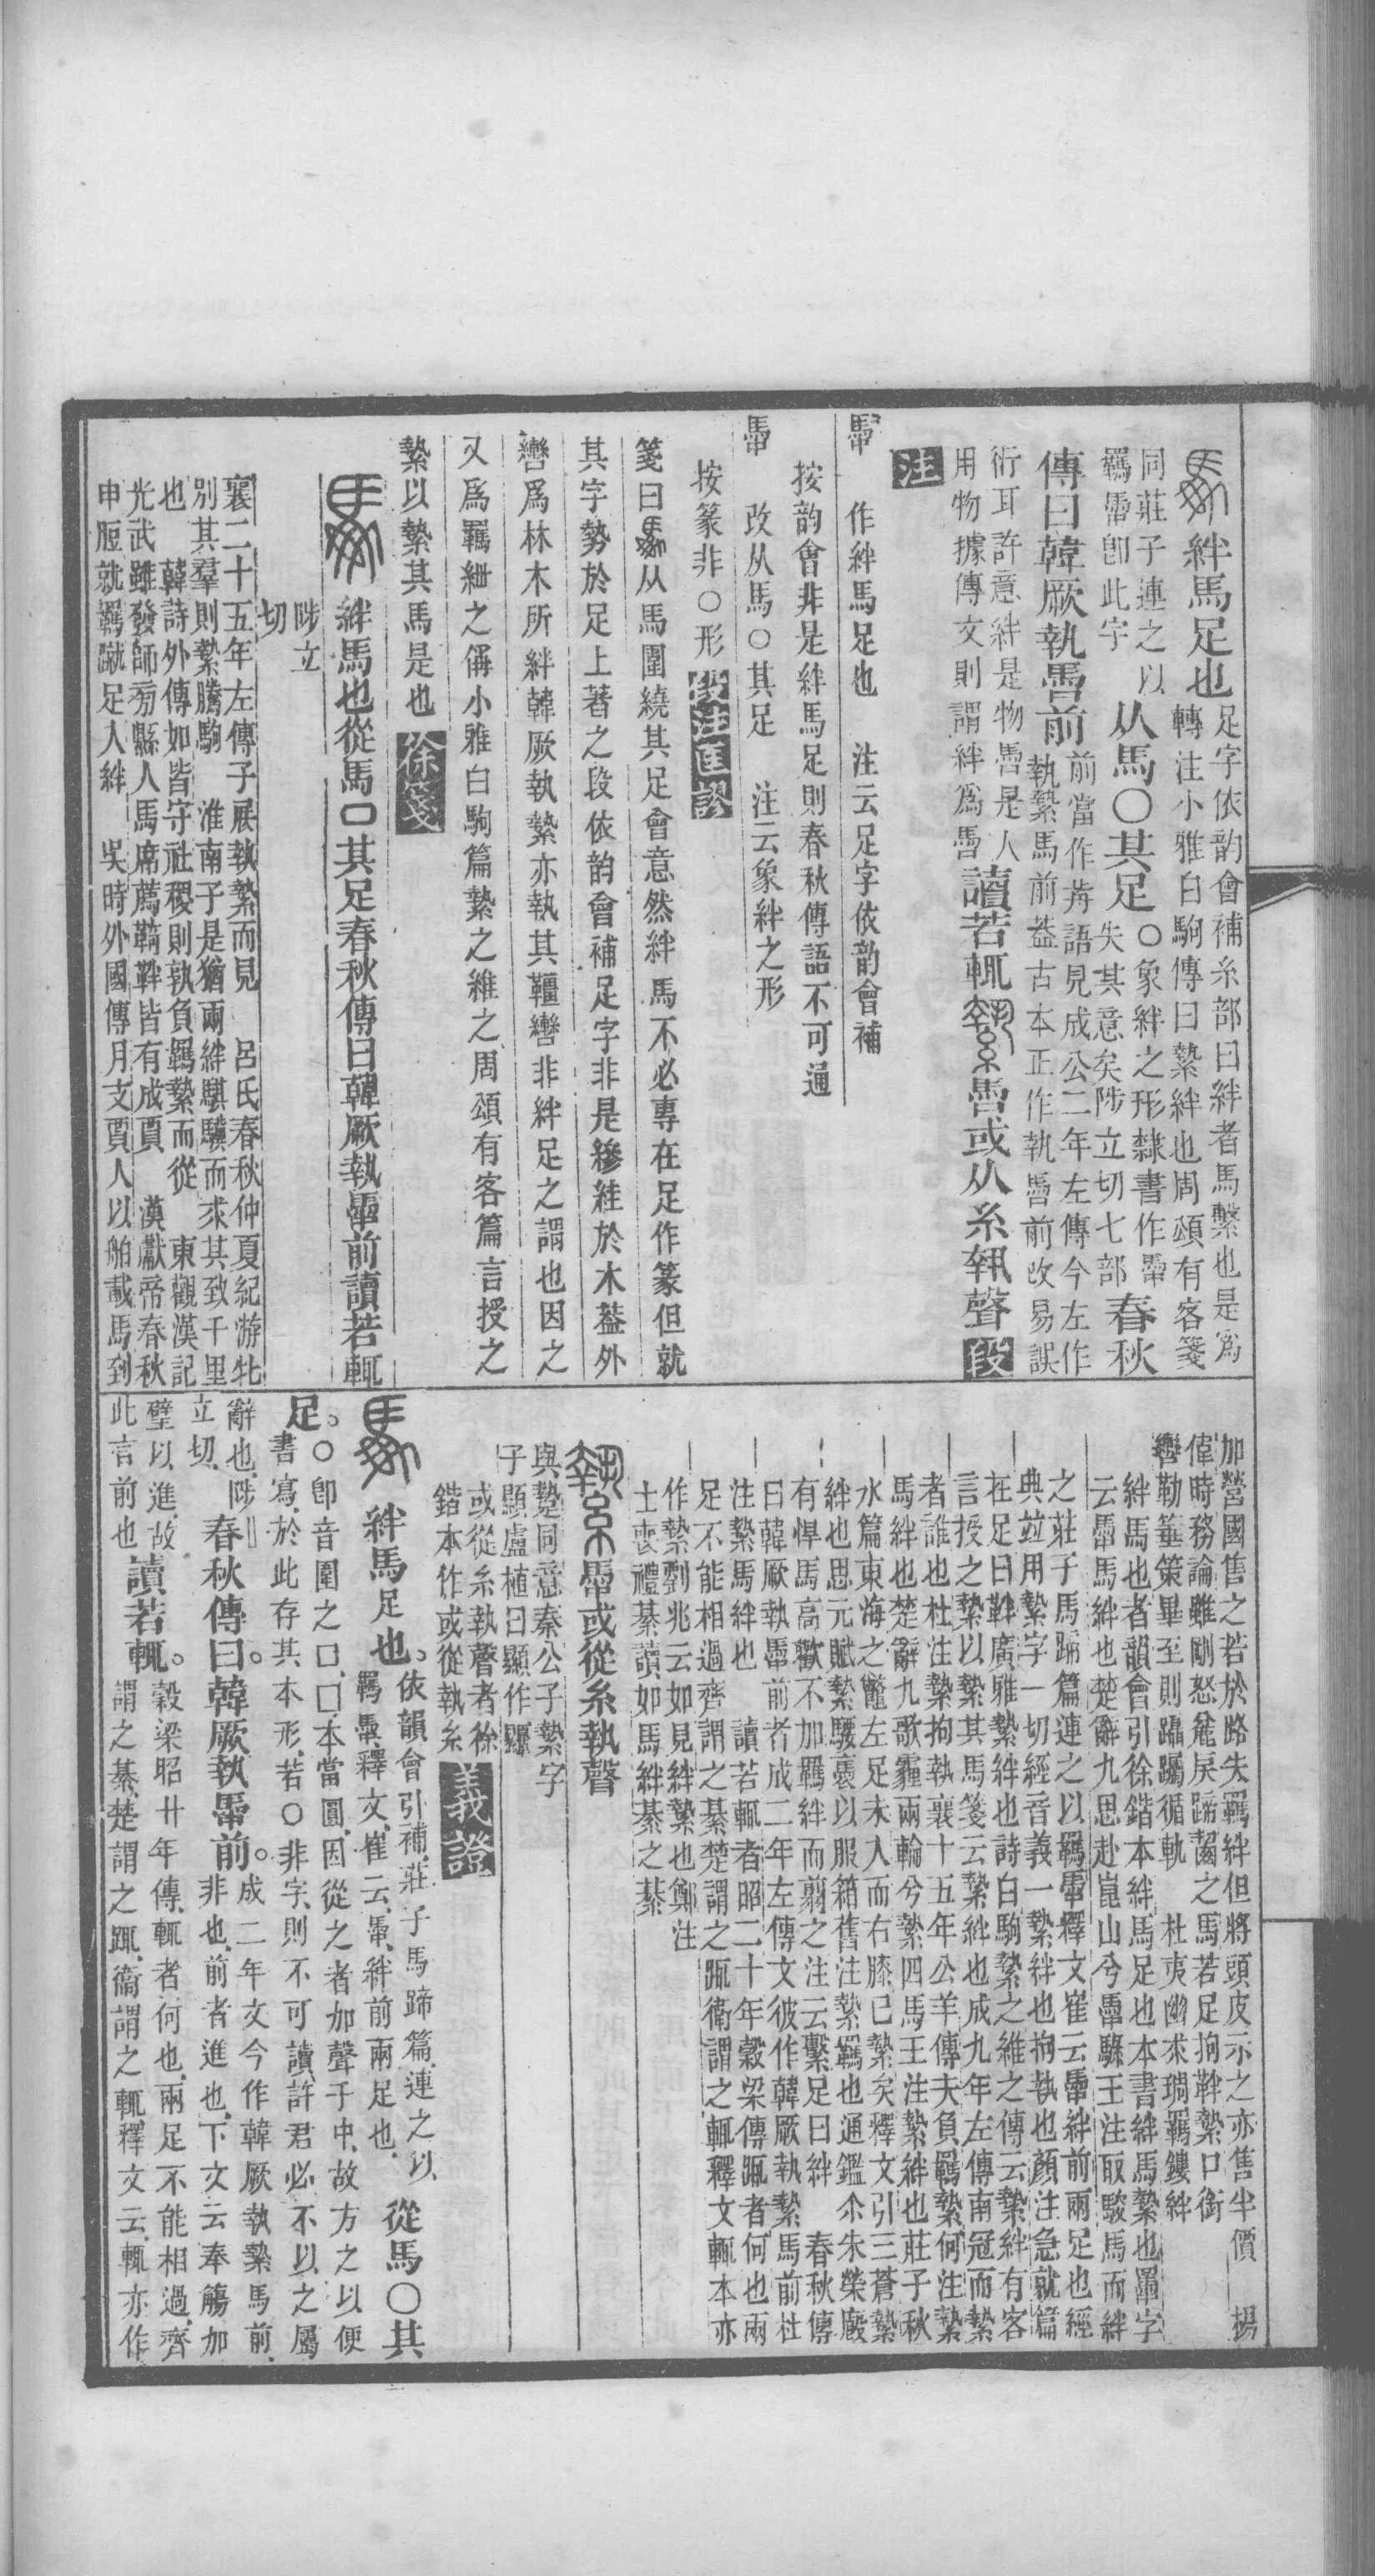 絆馬足也
足字依韵會補糸部曰絆者馬縶也是爲
轉注小雅白駒傳曰縶絆也周頌有客箋
同莊子連之以
羈馽卽此字
从馬○其足
○象絆之形隸書作馽
失其意矣陟立切七部
春秋
傳曰韓厥執馽前
前當作歬語見成公二年左傳今左作
執縶馬前葢古本正作執馽前改易誤
衍耳許意絆是物馽是人
用物據傳文則謂絆爲馽
讀若輒
馽或从糸執聲
段
注
馽 作絆馬足也 注云足字依韵會補
按韵會非是絆馬足則春秋傳語不可通
馽 改从馬○其足 注云象絆之形
按篆非○形
段注匡謬
箋曰 从馬圍繞其足會意然絆馬不必專在足作篆但就
其字勢於足上著之段依韵會補足字非是縿絓於木葢外
轡爲林木所絆韓厥執縶亦執其韁轡非絆足之謂也因之
又爲羈紲之偁小雅白駒篇縶之維之周頌有客篇言授之
縶以縶其馬是也
徐箋
絆馬也從馬口其足春秋傳曰韓厥執馽前讀若輒
陟立
切
襄二十五年左傳子展執縶而見 呂氏春秋仲夏紀游牝
別其羣則縶騰駒 淮南子是猶兩絆騏驥而求其致千里
也 韓詩外傳如皆守社稷則孰負羈縶而從 東觀漢記
光武雖發師旁縣人馬席薦羈靽皆有成賈 漢獻帝春秋
申脰就羈蹴足入絆 吳時外國傳月支賈人以舶載馬到
加營國售之若於路失羈絆但將頭皮示之亦售半價 楊
偉時務論雖剛怒龍戾蹄齧之馬若足拘靽縶口銜
轡勒箠策畢至則躡躅循軌 杜夷幽求琱羈鏤絆
絆馬也者韻會引徐鍇本絆馬足也本書絆馬縶也馽字
云馽馬絆也楚辭九思赴崑山兮馽騄王注取駿馬而絆
之莊子馬蹄篇連之以羈馽釋文崔云馽絆前兩足也經
典竝用縶字一切經音義一縶絆也拘執也顏注急就篇
在足曰靽廣雅縶絆也詩白駒縶之維之傳云縶絆有客
言授之縶以縶其馬箋云縶絆也成九年左傳南冠而縶
者誰也杜注縶拘執襄十五年公羊傳夫負羈縶何注縶
馬絆也楚辭九歌霾兩輪兮縶四馬王注縶絆也莊子秋
水篇東海之鼈左足未入而右膝已縶矣釋文引三蒼縶
絆也思元賦縶騕褭以服箱舊注縶羈也通鑑尒朱榮廄
有悍馬高歡不加羈絆而翦之注云繫足曰絆 春秋傳
曰韓厥執馽前者成二年左傳文彼作韓厥執縶馬前杜
注縶馬絆也 讀若輒者昭二十年穀梁傳輒者何也兩
足不能相過齊謂之綦楚謂之踂衛謂之輒釋文輒本亦
作縶劉兆云如見絆縶也鄭注
士喪禮綦讀如馬絆綦之綦
馽或從糸執聲
與蟄同意秦公子縶字
子顯盧植曰顯作䩠
或從糸執聲者徐
鍇本作或從執糸
義證
絆馬足也。
依韻會引補、莊子馬蹄篇、連之以
羈馽、釋文、崔云、馽、絆前兩足也、
從馬○其
足。
○卽音圍之口、口、本當圓、因從之者加聲于中、故方之以便
書寫、於此存其本形、若○非字、則不可讀、許君必不以之屬
辭也、陟
立切、
春秋傳曰。韓厥執馽前。
成二年文今作韓厥執縶馬前、
非也、前者進也、下文云奉觴加
璧以進、故
此言前也
讀若輒。
穀梁昭廿年傳、輒者何也、兩足不能相過、齊
謂之綦、楚謂之踂、衞謂之輒、釋文云、輒亦作